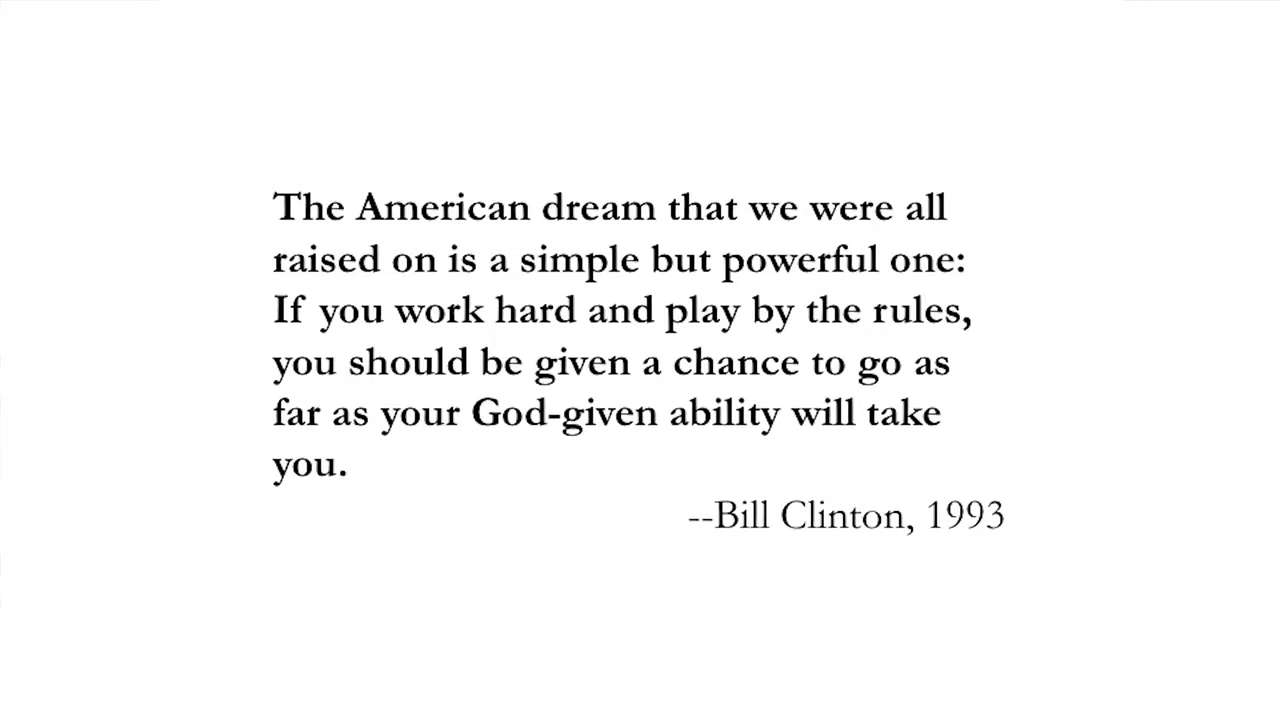 The American dream that we were all
raised on is a simple but powerful one:
If you work hard and play by the rules,
you should be given a chance to go as
far as your God-given ability will take
you.
--Bill Clinton, 1993